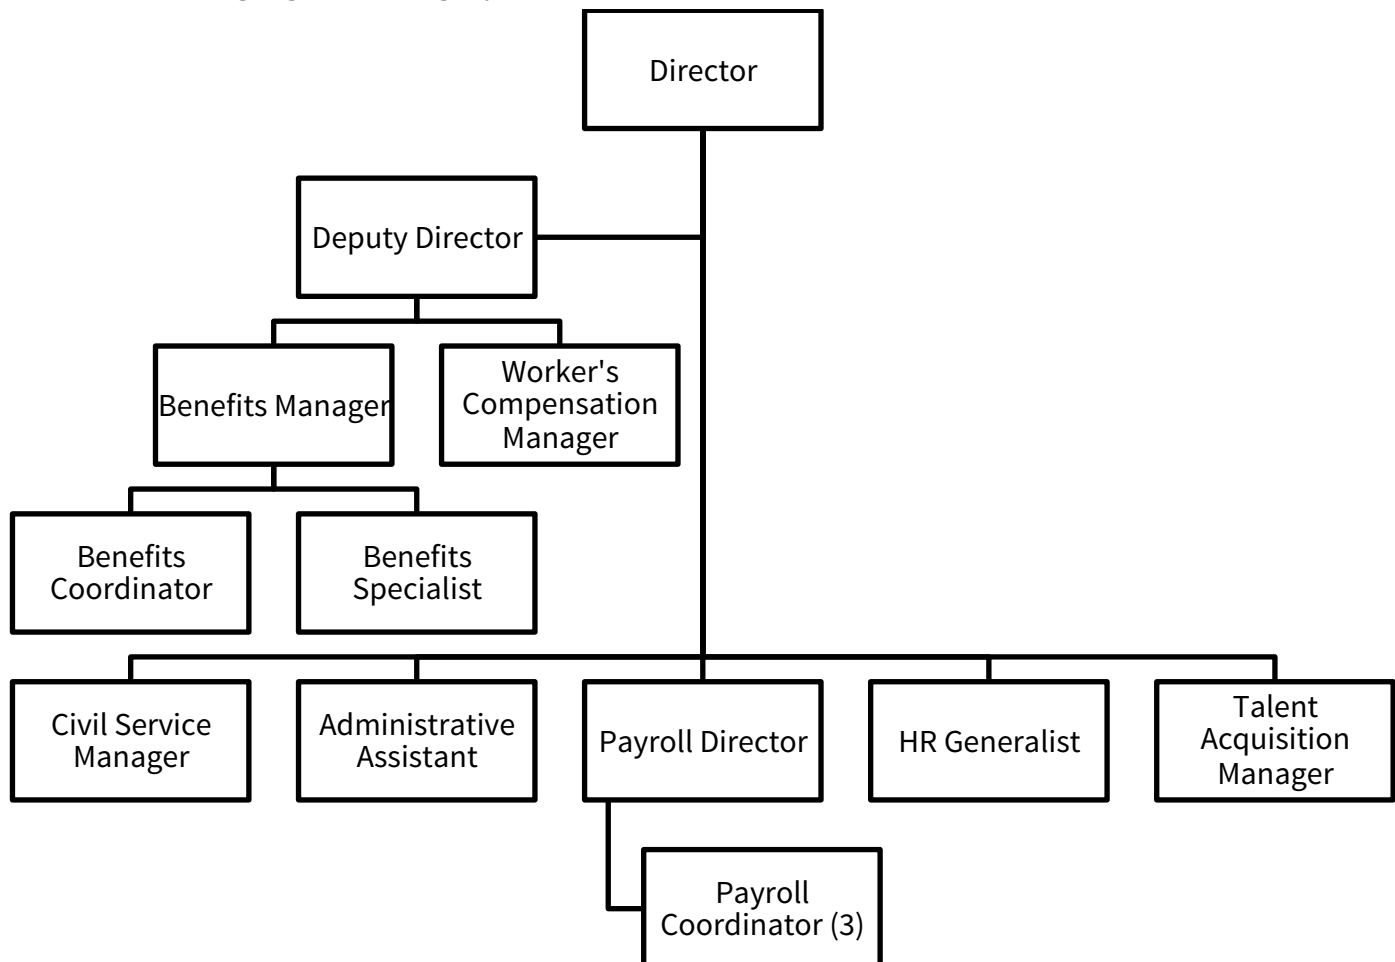 Director
Deputy Director
Benefits Manager
Worker's
Compensation
Manager
Benefits
Coordinator
Benefits
Specialist
Civil Service
Manager
Administrative
Assistant
Payroll Director
HR Generalist
Talent
Acquisition
Manager
Payroll
Coordinator (3)